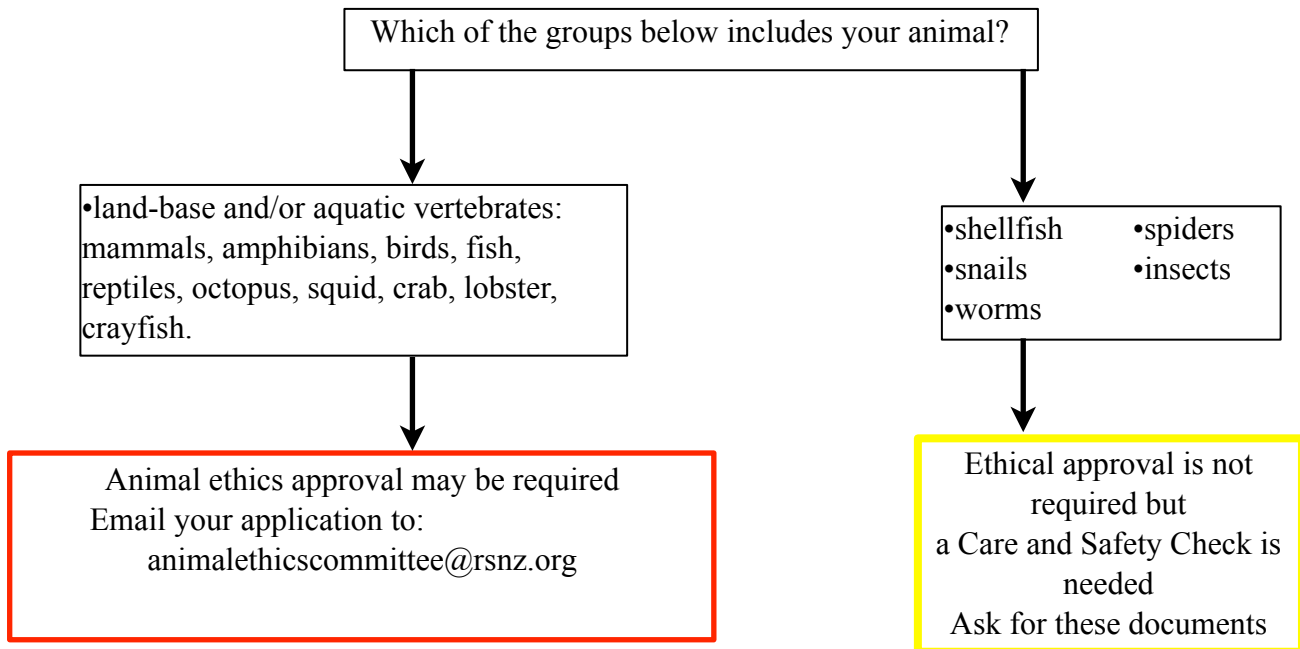 Which of the groups below includes your animal?
•land-base and/or aquatic vertebrates:
mammals, amphibians, birds, fish,
reptiles, octopus, squid, crab, lobster,
crayfish.
•shellfish •spiders
•snails •insects
•worms
Animal ethics approval may be required
Email your application to:
animalethicscommittee@rsnz.org
Ethical approval is not
required but
a Care and Safety Check is
needed
Ask for these documents